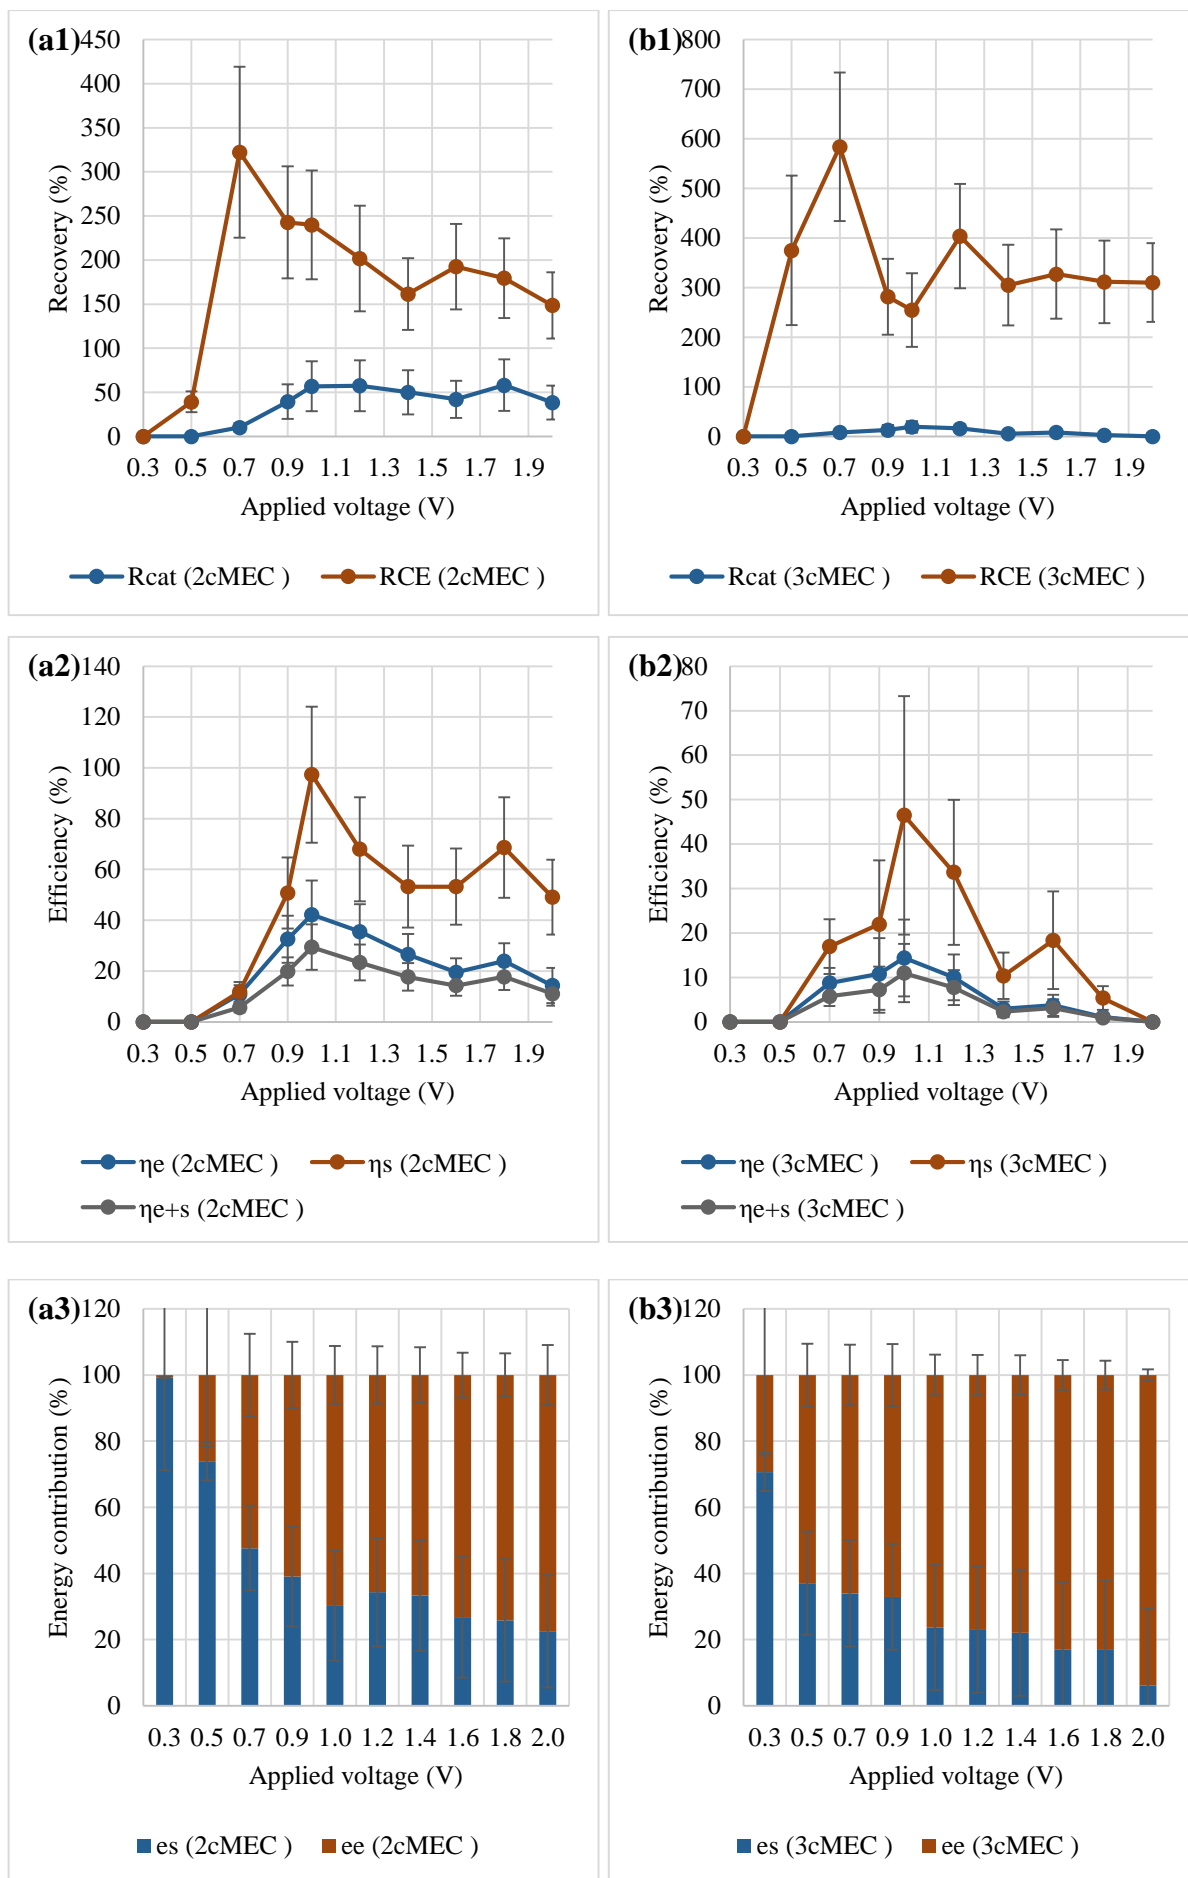 (a1)
450
400
350
300
250
200
150
100
50
0
Recovery (%)
0.3 0.5 0.7 0.9 1.1 1.3 1.5 1.7 1.9
Applied voltage (V)
Rcat (2cMEC ) RCE (2cMEC )
(b1)
800
700
600
500
400
300
200
100
0
Recovery (%)
0.3 0.5 0.7 0.9 1.1 1.3 1.5 1.7 1.9
Applied voltage (V)
Rcat (3cMEC ) RCE (3cMEC )
(a2)
140
120
100
80
60
40
20
0
Efficiency (%)
0.3 0.5 0.7 0.9 1.1 1.3 1.5 1.7 1.9
Applied voltage (V)
ηe (2cMEC ) ηs (2cMEC )
ηe+s (2cMEC )
(b2)
80
70
60
50
40
30
20
10
0
Efficiency (%)
0.3 0.5 0.7 0.9 1.1 1.3 1.5 1.7 1.9
Applied voltage (V)
ηe (3cMEC ) ηs (3cMEC )
ηe+s (3cMEC )
(a3)
120
100
80
60
40
20
0
Energy contribution (%)
0.3 0.5 0.7 0.9 1.0 1.2 1.4 1.6 1.8 2.0
Applied voltage (V)
es (2cMEC ) ee (2cMEC )
(b3)
120
100
80
60
40
20
0
Energy contribution (%)
0.3 0.5 0.7 0.9 1.0 1.2 1.4 1.6 1.8 2.0
Applied voltage (V)
es (3cMEC ) ee (3cMEC )